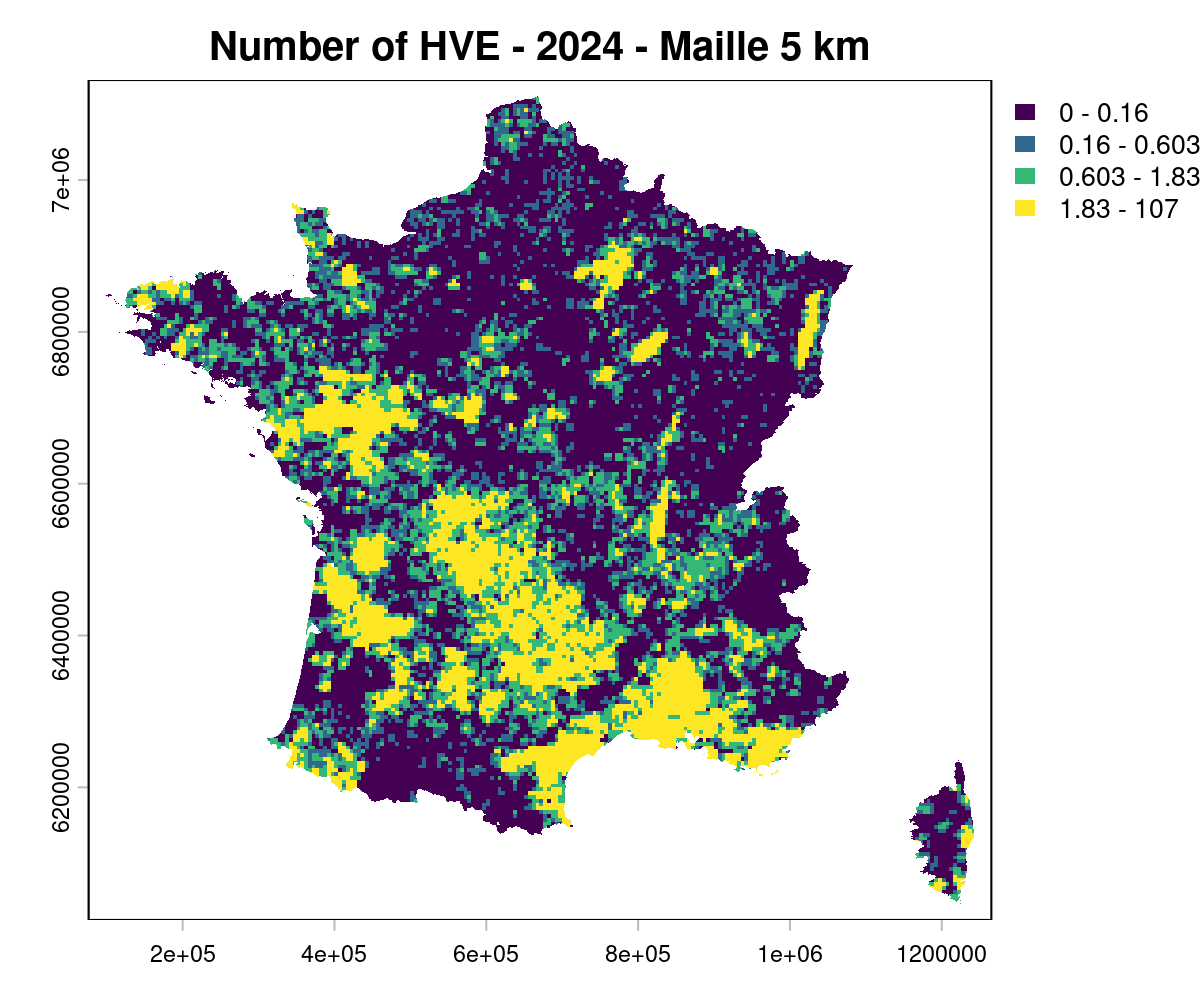 Number of HVE - 2024 - Maille 5 km
0 - 0.16
0.16 - 0.603
0.603 - 1.83
1.83 - 107
7e+06
6800000
6600000
6400000
6200000
2e+05 4e+05 6e+05 8e+05 1e+06 1200000